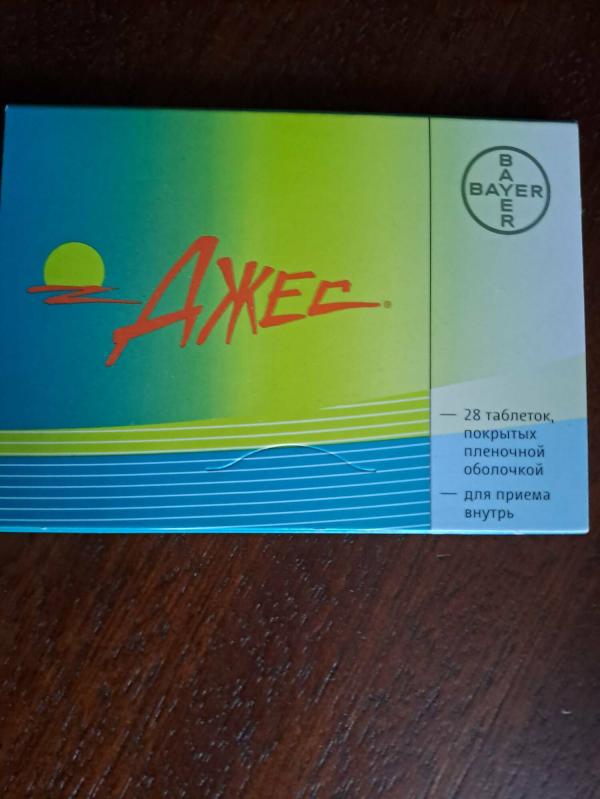 BAYER
BAYER
Джес®
— 28 таблеток,
покрытых
пленочной
оболочкой
— для приема
внутрь